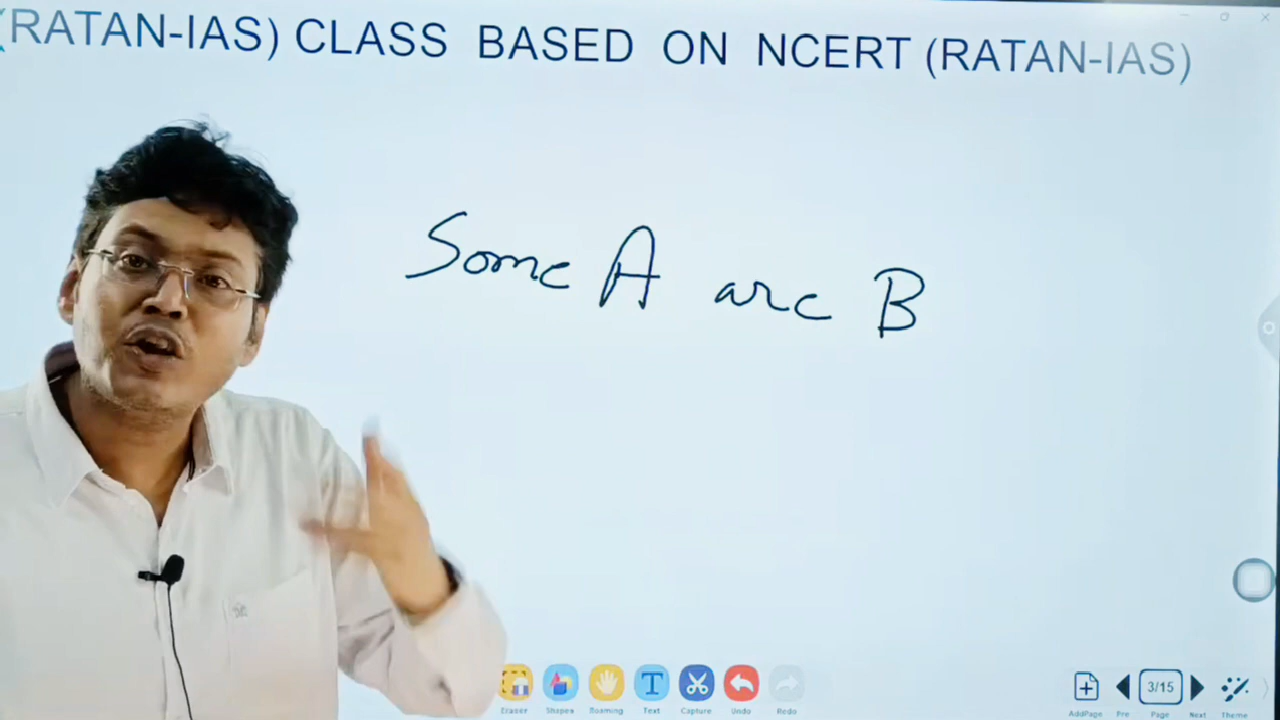 (RATAN-IAS) CLASS BASED ON NCERT (RATAN-IAS)
Some A are B
Eraser Shapes Roaming Text Capture Undo Redo
AddPage Pre 3/15 Page Next Theme